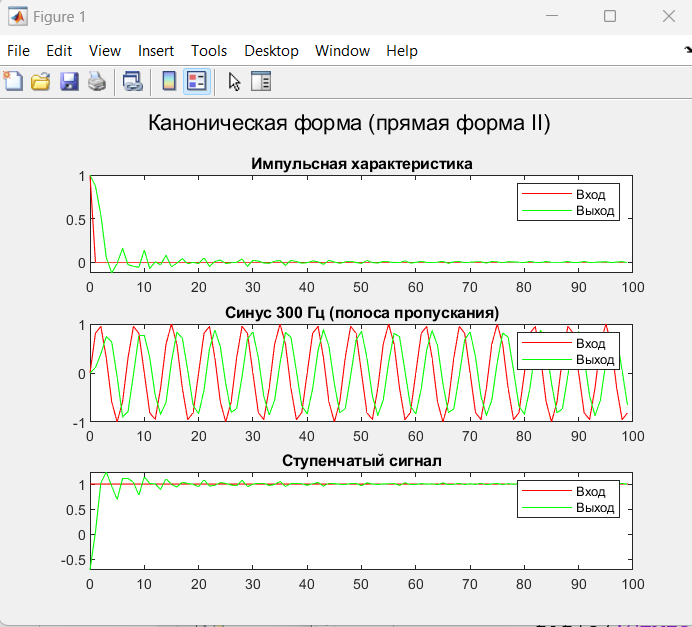 Figure 1
File Edit View Insert Tools Desktop Window Help
Каноническая форма (прямая форма II)
Импульсная характеристика
1
0.5
0
0 10 20 30 40 50 60 70 80 90 100
Вход
Выход
Синус 300 Гц (полоса пропускания)
1
0
-1
0 10 20 30 40 50 60 70 80 90 100
Вход
Выход
Ступенчатый сигнал
1
0.5
0
-0.5
0 10 20 30 40 50 60 70 80 90 100
Вход
Выход